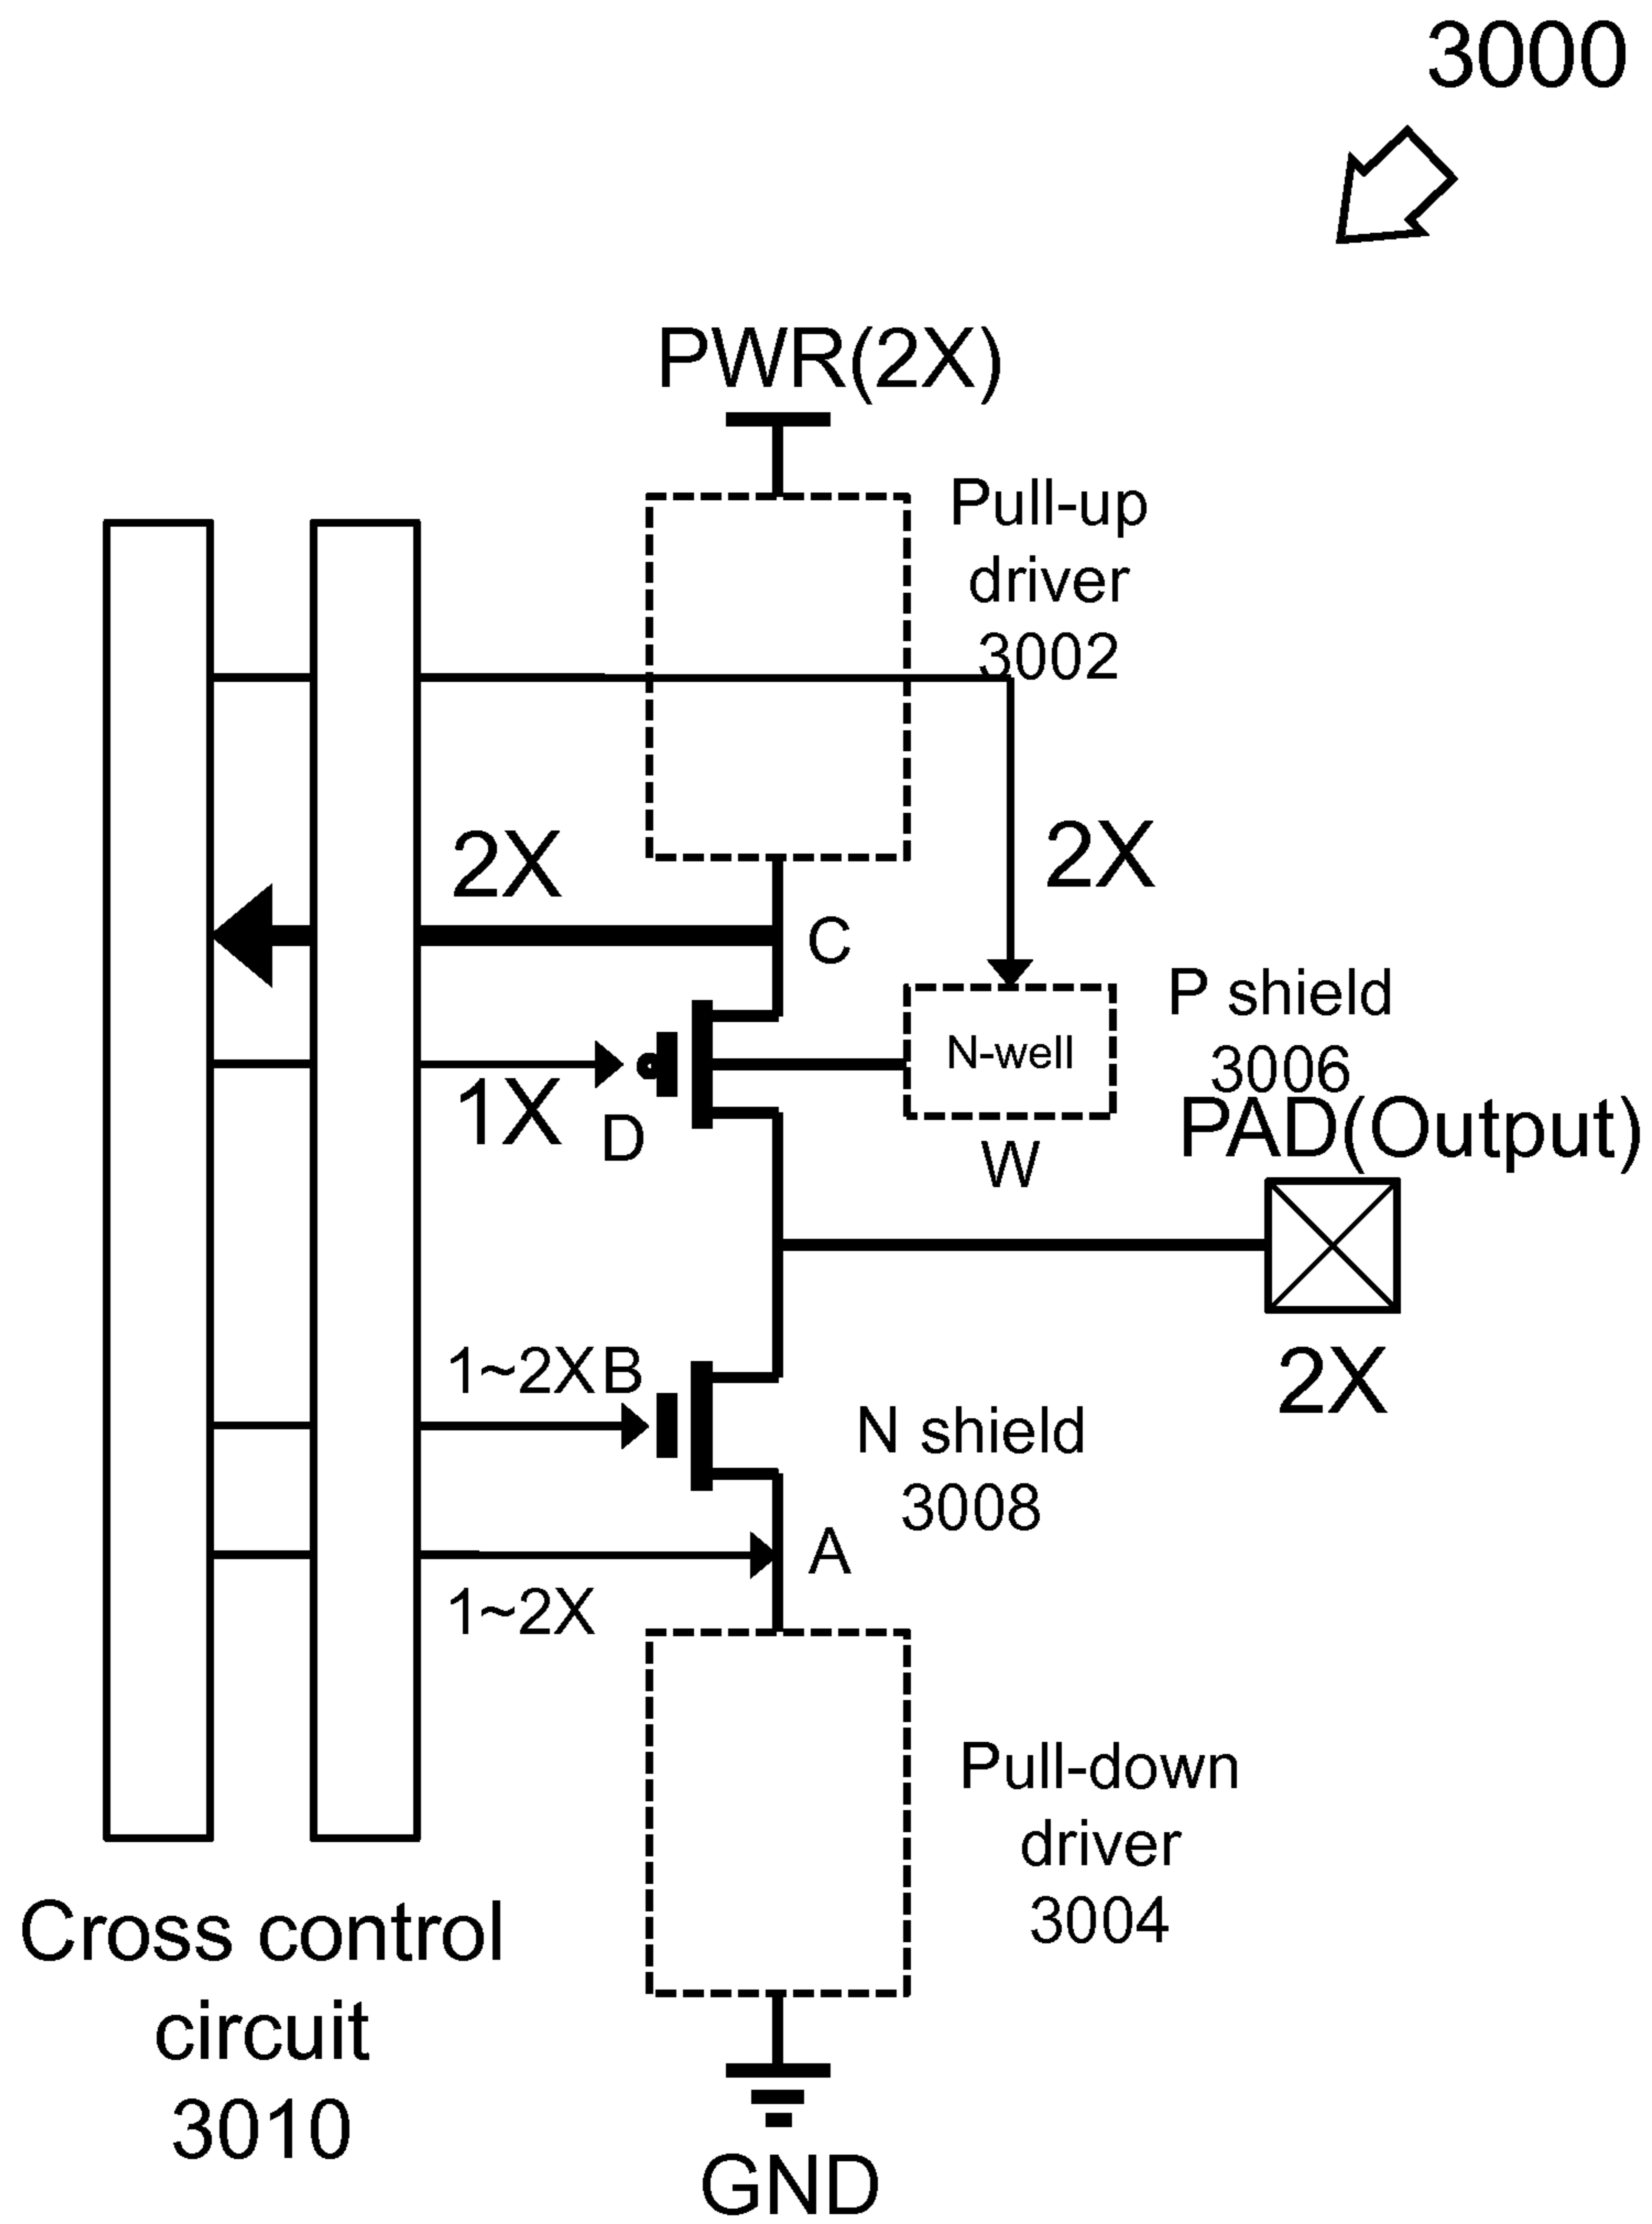 3000
PWR(2X)
Pull-up
driver
3002
2X
2X
C
P shield
3006
N-well
1X
D
W
PAD(Output)
2X
1~2X
B
N shield
3008
A
1~2X
Pull-down
driver
3004
Cross control
circuit
3010
GND